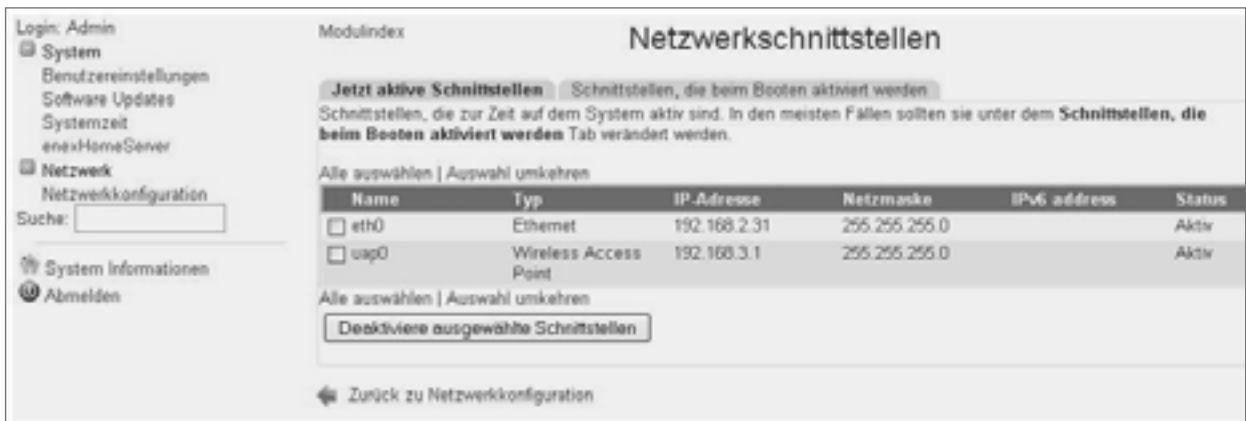 Login: Admin
System
Benutzereinstellungen
Software Updates
Systemzeit
enexHomeServer
Netzwerk
Netzwerkkonfiguration
Suche:
System Informationen
Abmelden
Modulindex
Netzwerkschnittstellen
Jetzt aktive Schnittstellen
Schnittstellen, die beim Booten aktiviert werden
Schnittstellen, die zur Zeit auf dem System aktiv sind. In den meisten Fällen sollten sie unter dem Schnittstellen, die
beim Booten aktiviert werden Tab verändert werden.
Alle auswählen | Auswahl umkehren
Name Typ IP-Adresse Netzmaske IPv6 address Status
eth0 Ethernet 192.168.2.31 255.255.255.0 Aktiv
uap0 Wireless Access 192.168.3.1 255.255.255.0 Aktiv
Point
Alle auswählen | Auswahl umkehren
Deaktiviere ausgewählte Schnittstellen
Zurück zu Netzwerkkonfiguration